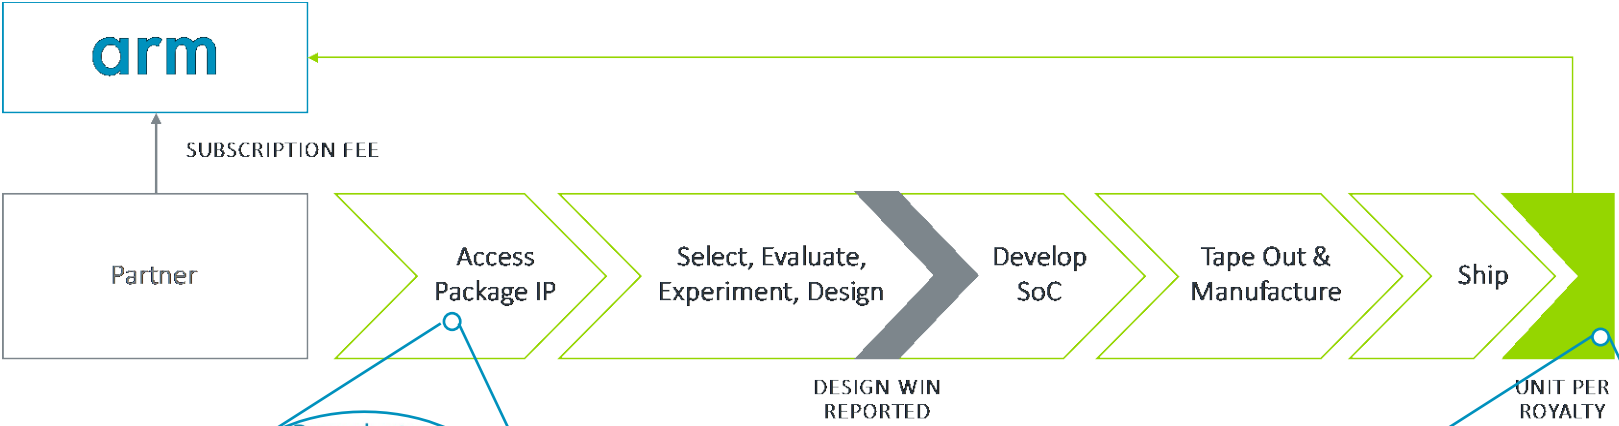 arm
SUBSCRIPTION FEE
Partner
Access
Package IP
Select, Evaluate,
Experiment, Design
Develop
SoC
Tape Out &
Manufacture
Ship
DESIGN WIN
REPORTED
UNIT PER
ROYALTY